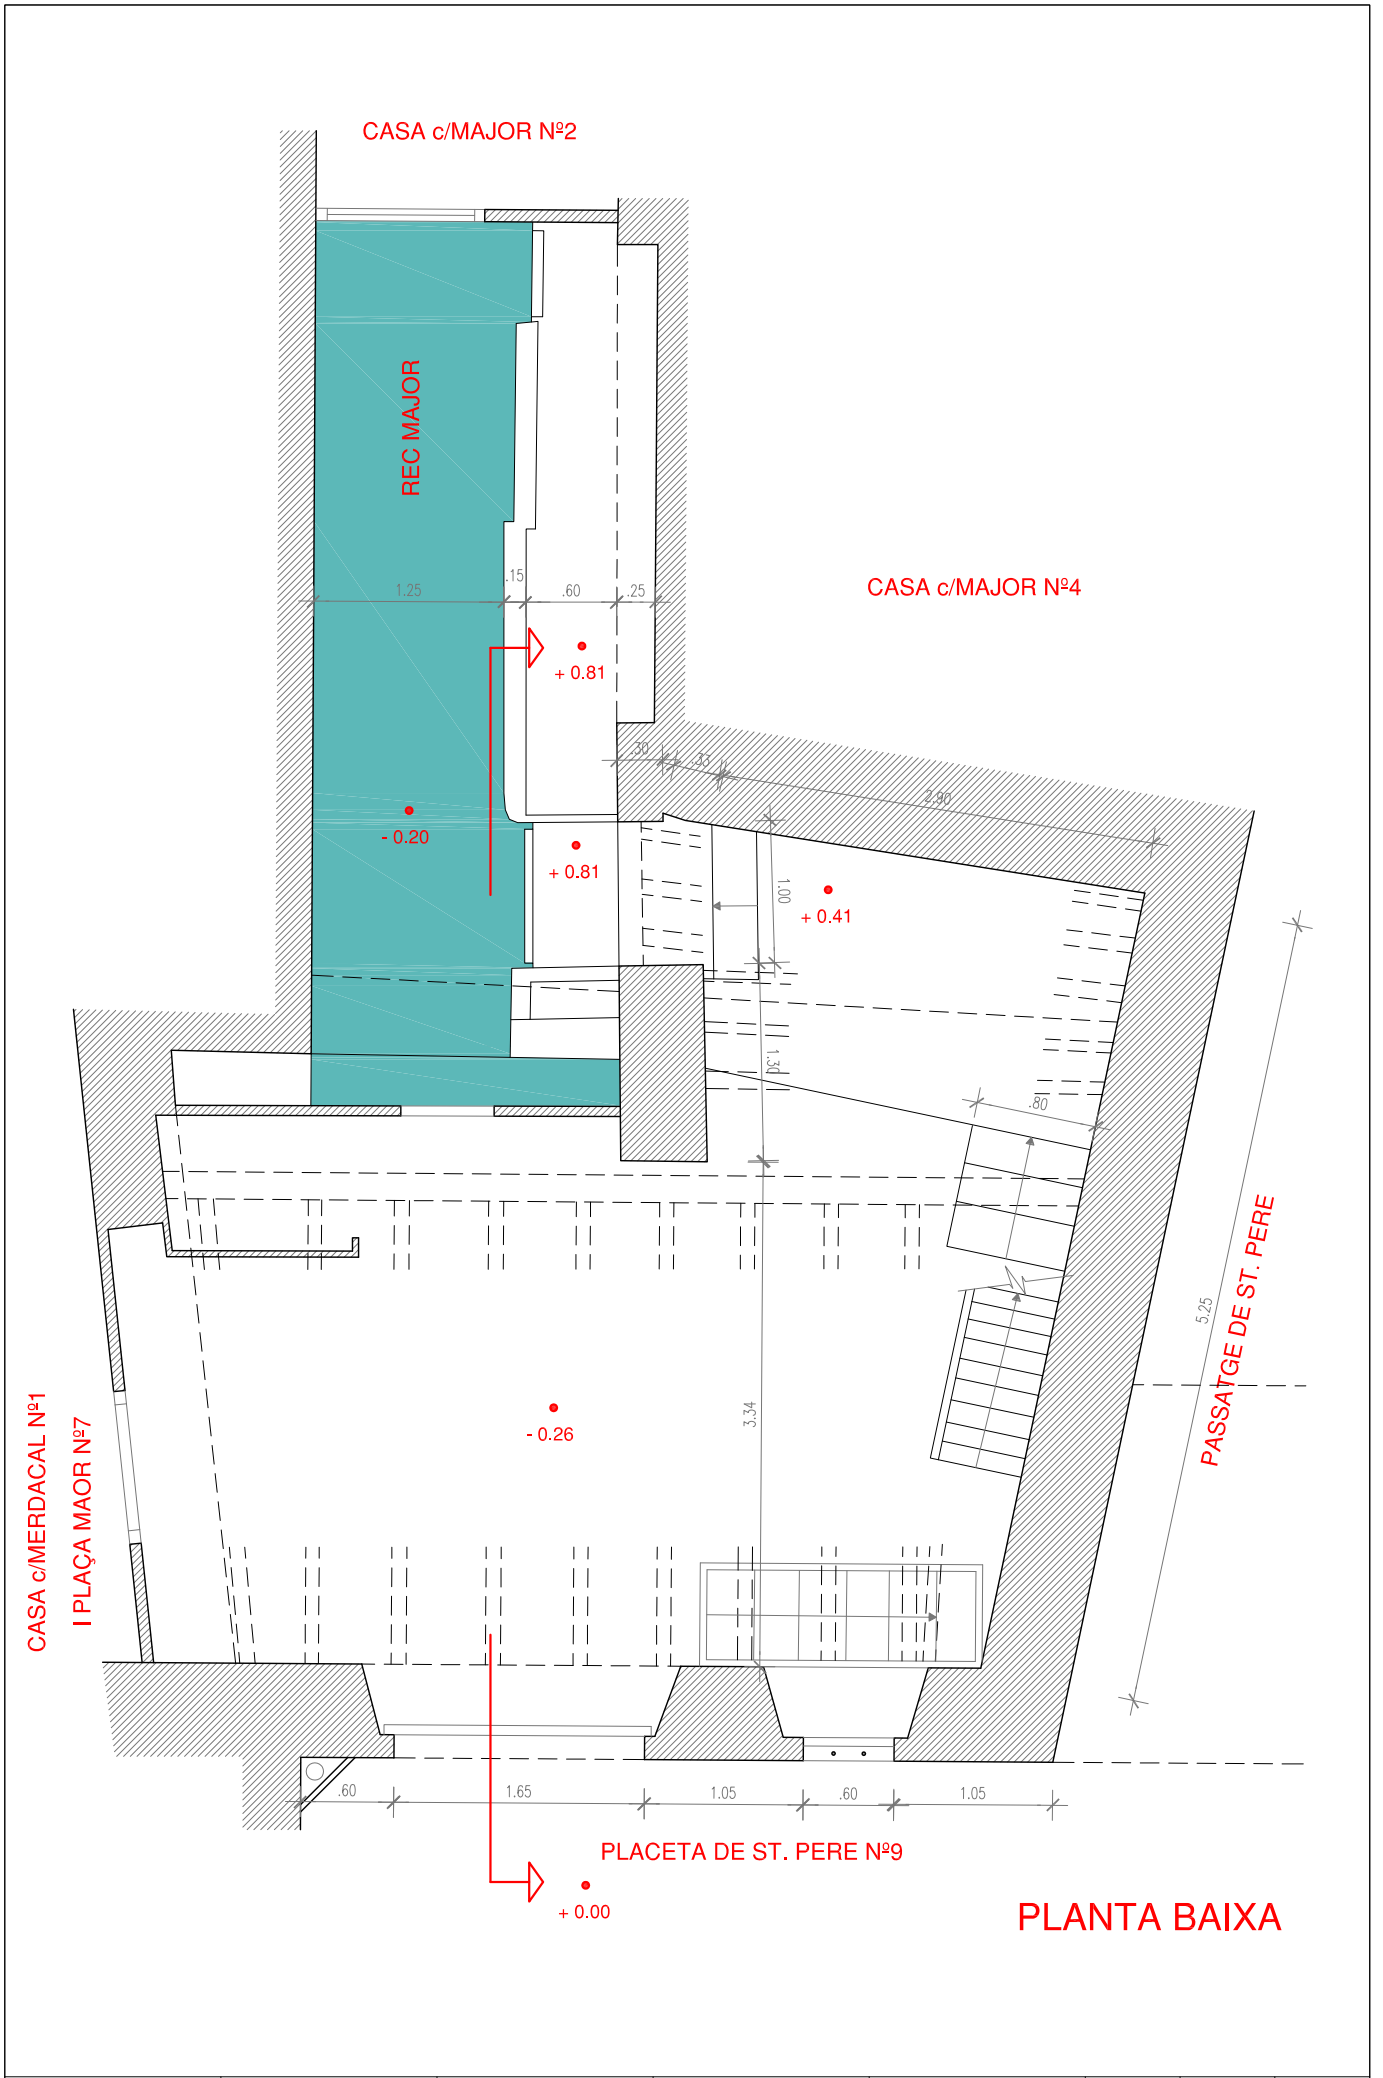 CASA c/MAJOR Nº2
REC MAJOR
CASA c/MAJOR Nº4
1.25
.15
.60
.25
+ 0.81
.30
.33
2.90
- 0.20
+ 0.81
1.00
+ 0.41
1.30
.80
5.25
PASSATGE DE ST. PERE
3.34
- 0.26
CASA c/MERDACAL Nº1
I PLAÇA MAOR Nº7
.60
1.65
1.05
.60
1.05
PLACETA DE ST. PERE Nº9
+ 0.00
PLANTA BAIXA